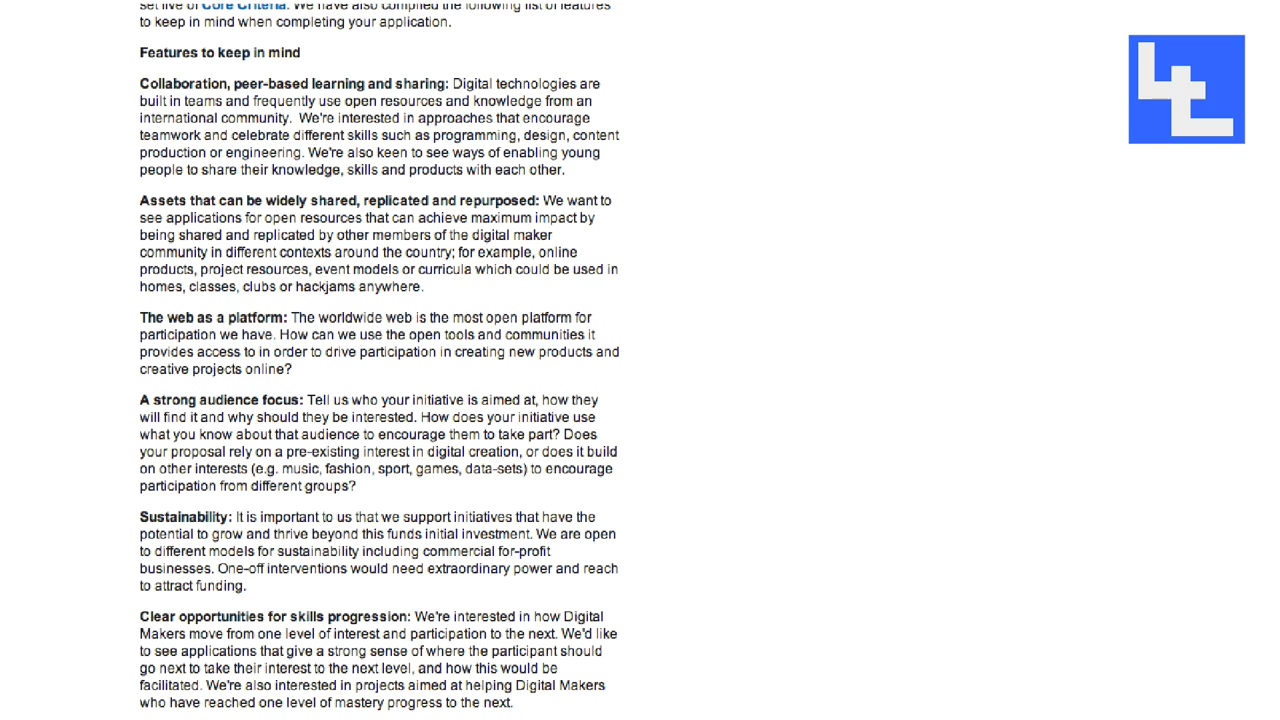 set five of Core Criteria. We have also compiled the following list of features
to keep in mind when completing your application.
Features to keep in mind
Collaboration, peer-based learning and sharing: Digital technologies are
built in teams and frequently use open resources and knowledge from an
international community. We're interested in approaches that encourage
teamwork and celebrate different skills such as programming, design, content
production or engineering. We're also keen to see ways of enabling young
people to share their knowledge, skills and products with each other.
Assets that can be widely shared, replicated and repurposed: We want to
see applications for open resources that can achieve maximum impact by
being shared and replicated by other members of the digital maker
community in different contexts around the country; for example, online
products, project resources, event models or curricula which could be used in
homes, classes, clubs or hackjams anywhere.
The web as a platform: The worldwide web is the most open platform for
participation we have. How can we use the open tools and communities it
provides access to in order to drive participation in creating new products and
creative projects online?
A strong audience focus: Tell us who your initiative is aimed at, how they
will find it and why should they be interested. How does your initiative use
what you know about that audience to encourage them to take part? Does
your proposal rely on a pre-existing interest in digital creation, or does it build
on other interests (e.g. music, fashion, sport, games, data-sets) to encourage
participation from different groups?
Sustainability: It is important to us that we support initiatives that have the
potential to grow and thrive beyond this funds initial investment. We are open
to different models for sustainability including commercial for-profit
businesses. One-off interventions would need extraordinary power and reach
to attract funding.
Clear opportunities for skills progression: We're interested in how Digital
Makers move from one level of interest and participation to the next. We'd like
to see applications that give a strong sense of where the participant should
go next to take their interest to the next level, and how this would be
facilitated. We're also interested in projects aimed at helping Digital Makers
who have reached one level of mastery progress to the next.